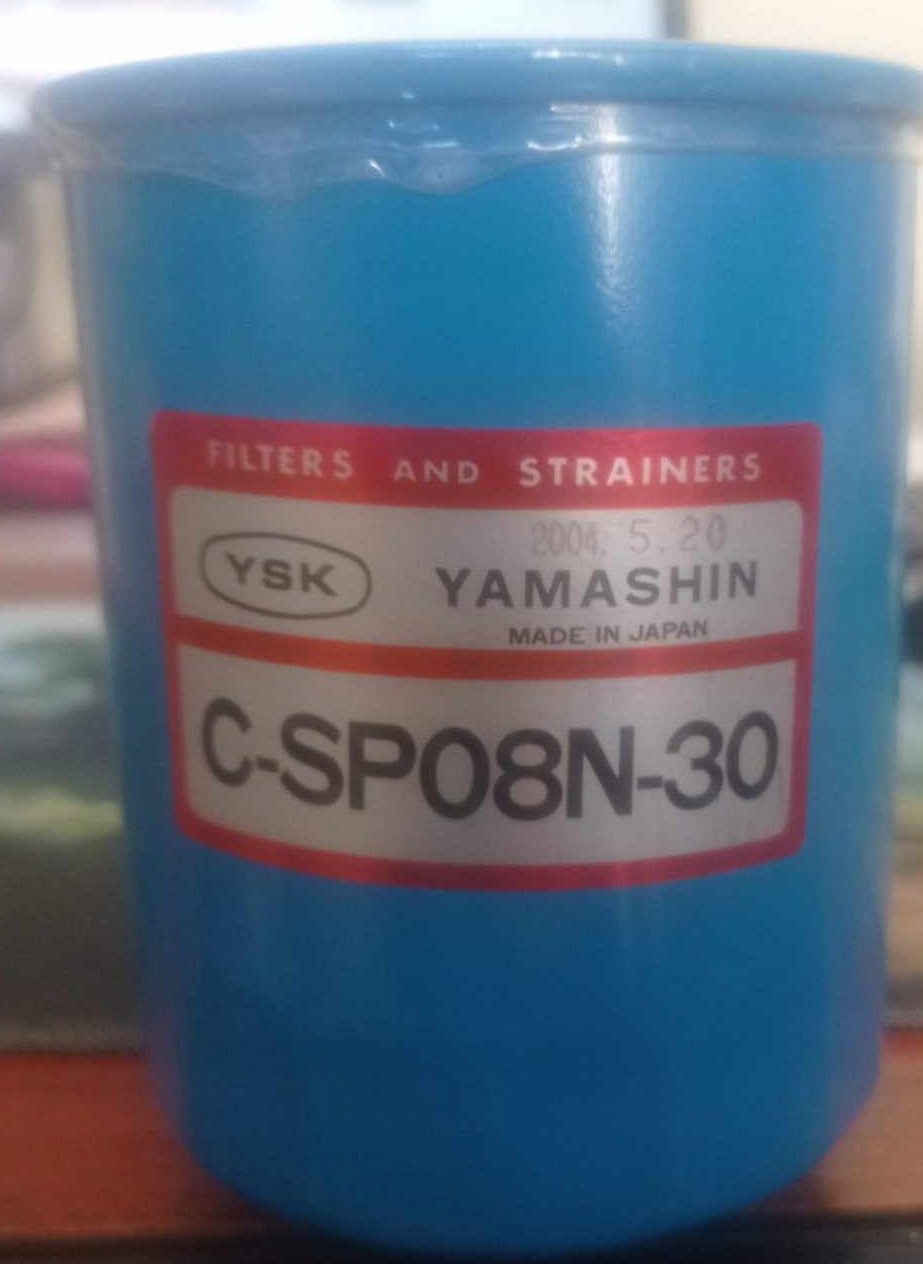 FILTERS AND STRAINERS
YSK
2004. 5.20
YAMASHIN
MADE IN JAPAN
C-SP08N-30